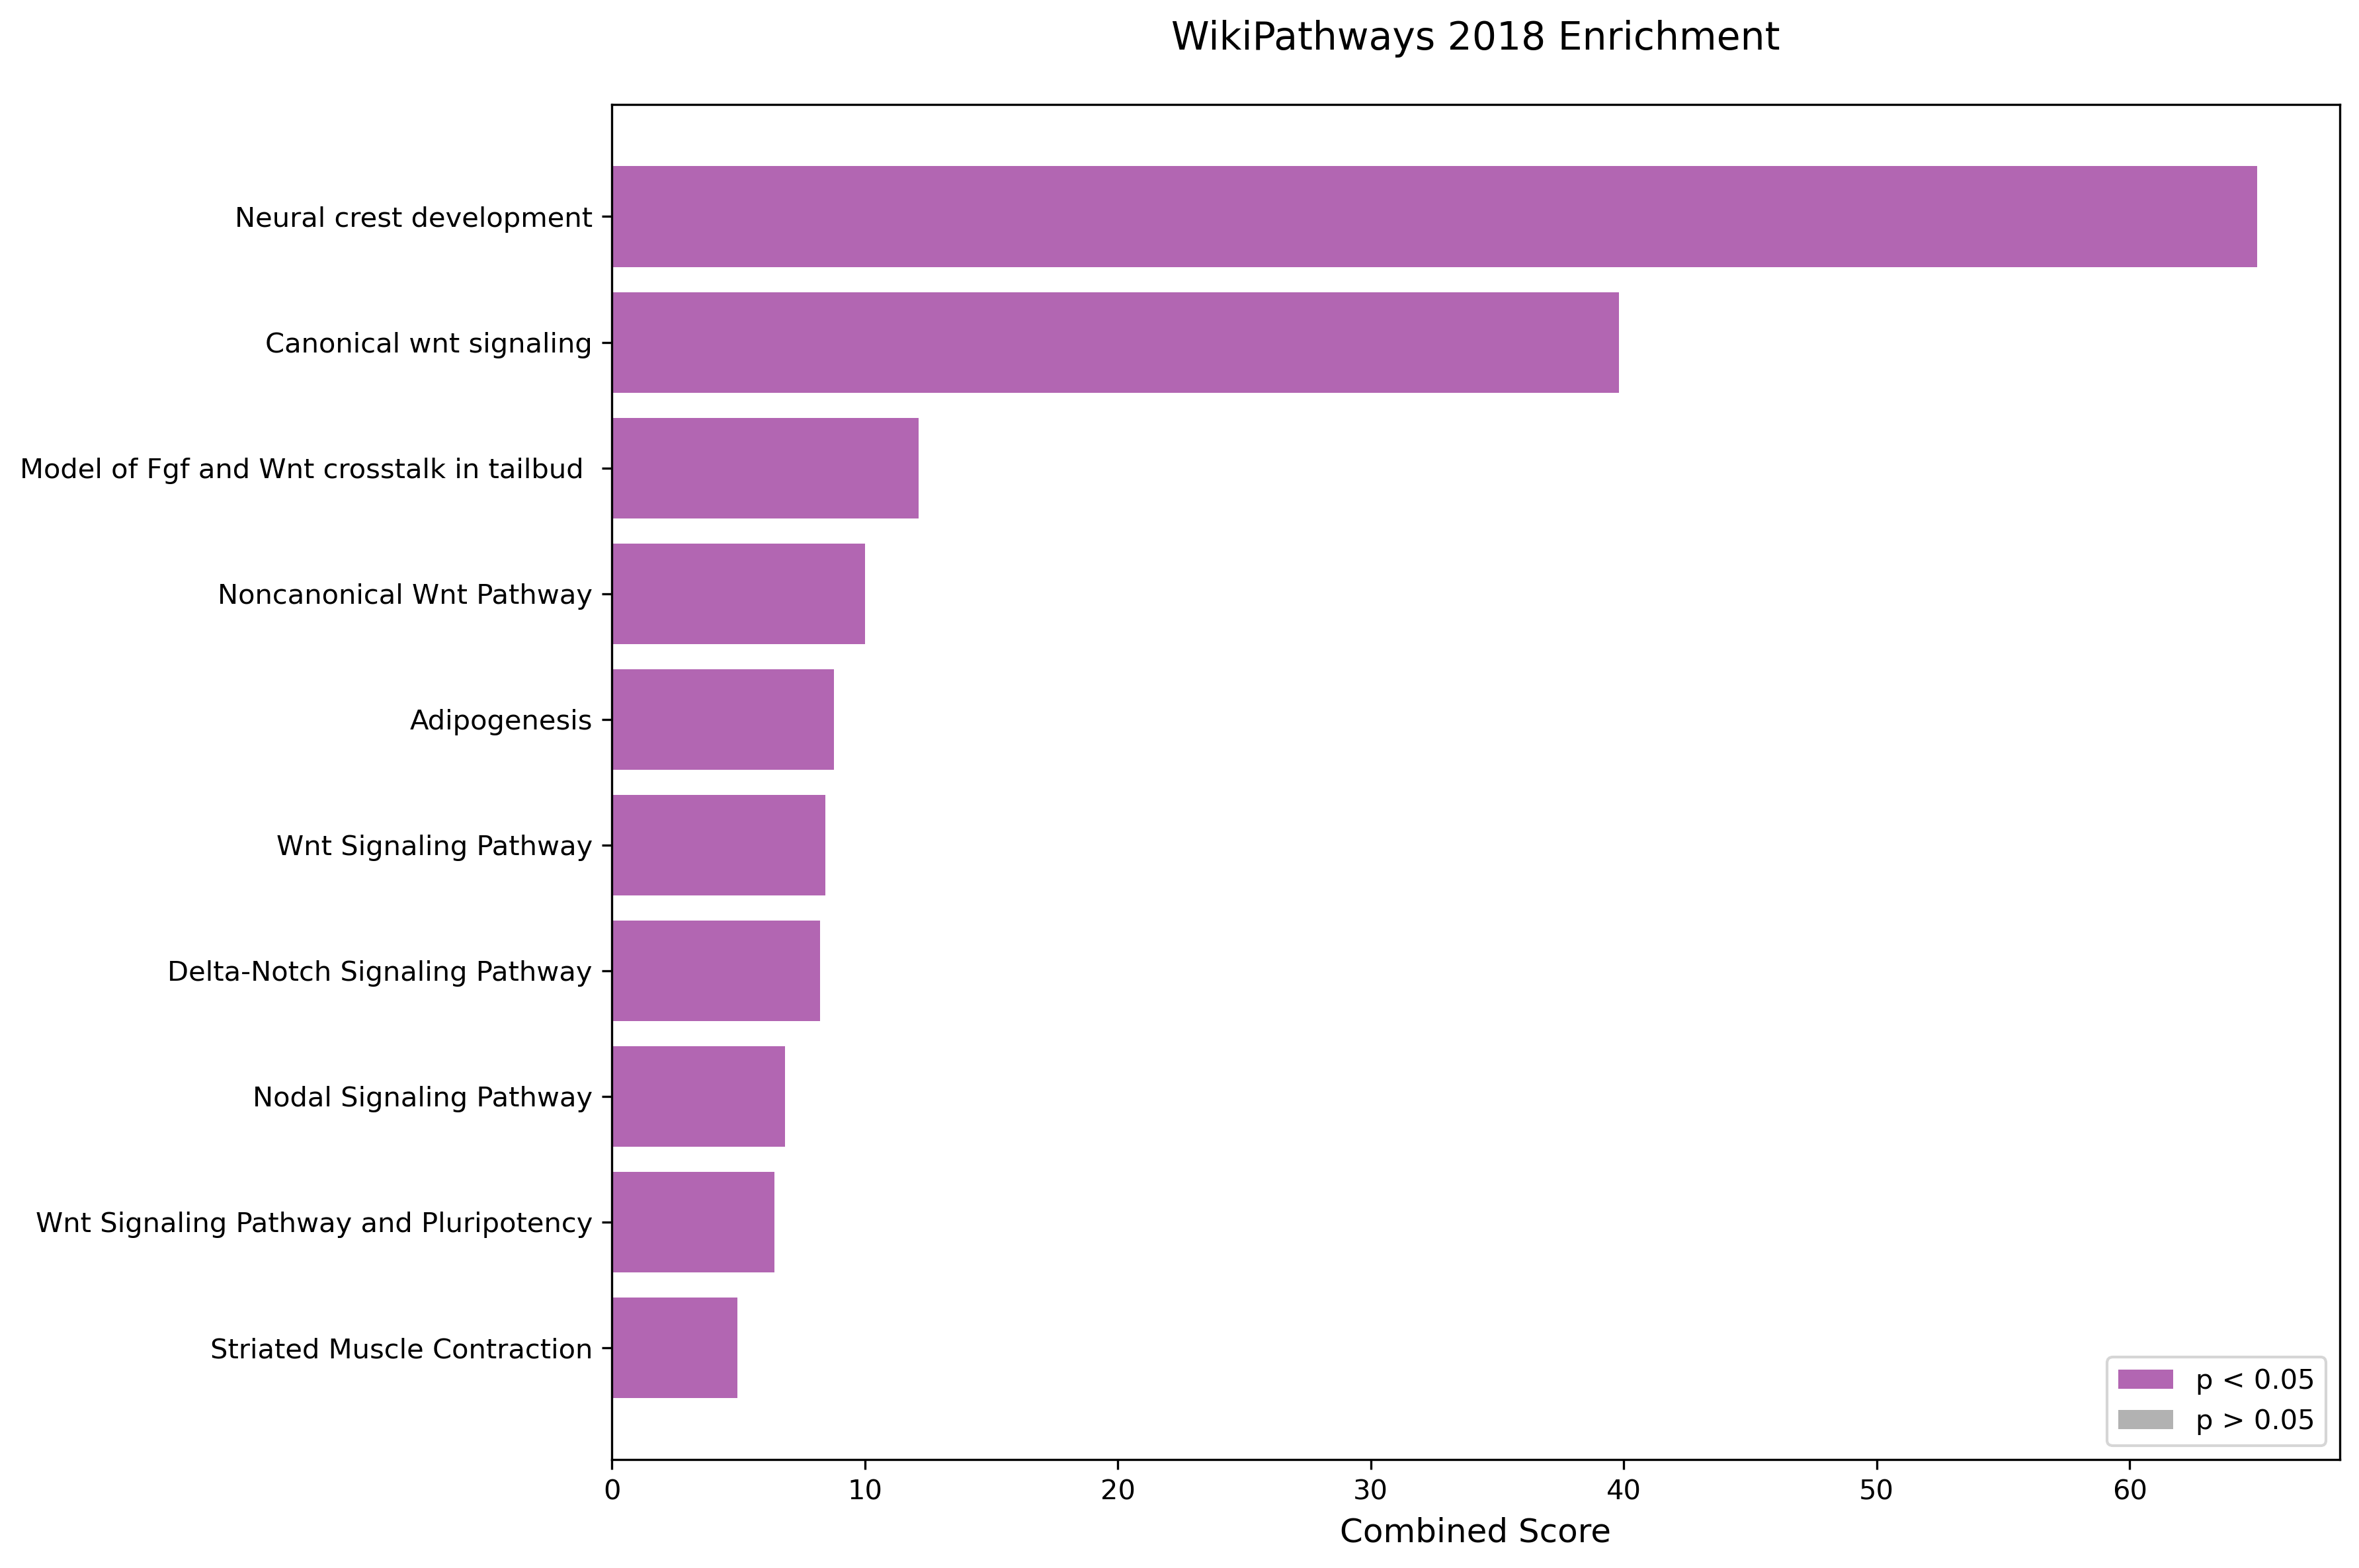 WikiPathways 2018 Enrichment
Neural crest development
Canonical wnt signaling
Model of Fgf and Wnt crosstalk in tailbud
Noncanonical Wnt Pathway
Adipogenesis
Wnt Signaling Pathway
Delta-Notch Signaling Pathway
Nodal Signaling Pathway
Wnt Signaling Pathway and Pluripotency
Striated Muscle Contraction
p < 0.05
p > 0.05
0 10 20 30 40 50 60
Combined Score